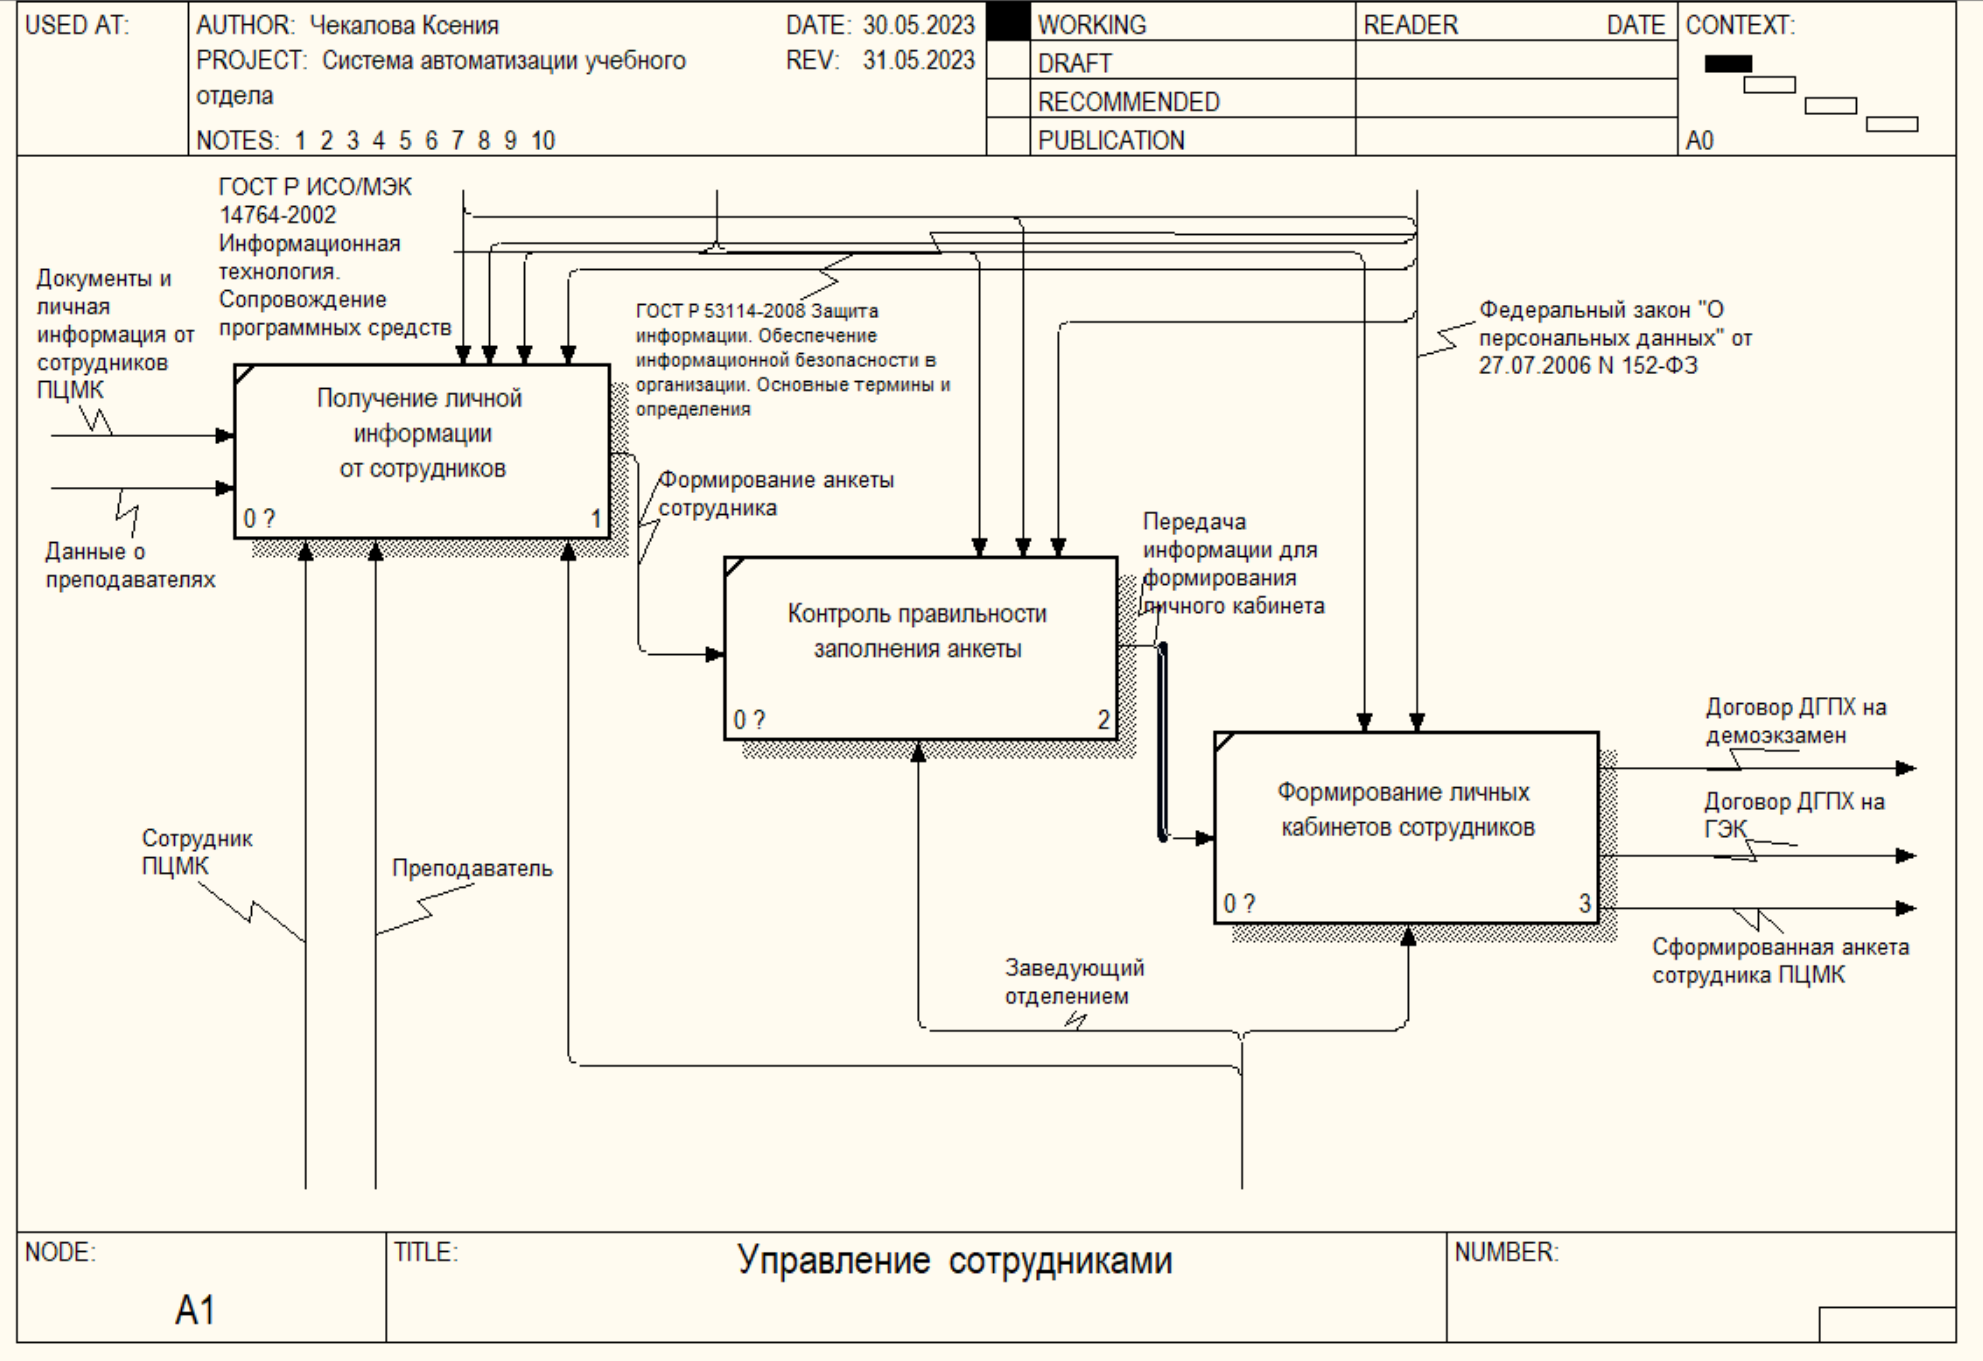 USED AT:
AUTHOR: Чекалова Ксения
DATE: 30.05.2023
PROJECT: Система автоматизации учебного
отдела
REV: 31.05.2023
NOTES: 1 2 3 4 5 6 7 8 9 10
WORKING
DRAFT
RECOMMENDED
PUBLICATION
READER DATE
CONTEXT:
A0
ГОСТ Р ИСО/МЭК
14764-2002
Информационная
технология.
Сопровождение
программных средств
Документы и
личная
информация от
сотрудников
ПЦМК
ГОСТ Р 53114-2008 Защита
информации. Обеспечение
информационной безопасности в
организации. Основные термины и
определения
Федеральный закон "О
персональных данных" от
27.07.2006 N 152-ФЗ
Получение личной
информации
от сотрудников
0 ? 1
Данные о
преподавателях
Формирование анкеты
сотрудника
Передача
информации для
формирования
личного кабинета
Контроль правильности
заполнения анкеты
0 ? 2
Договор ДГПХ на
демоэкзамен
Договор ДГПХ на
ГЭК
Формирование личных
кабинетов сотрудников
0 ? 3
Сформированная анкета
сотрудника ПЦМК
Сотрудник
ПЦМК
Преподаватель
Заведующий
отделением
NODE:
A1
TITLE:
Управление сотрудниками
NUMBER: